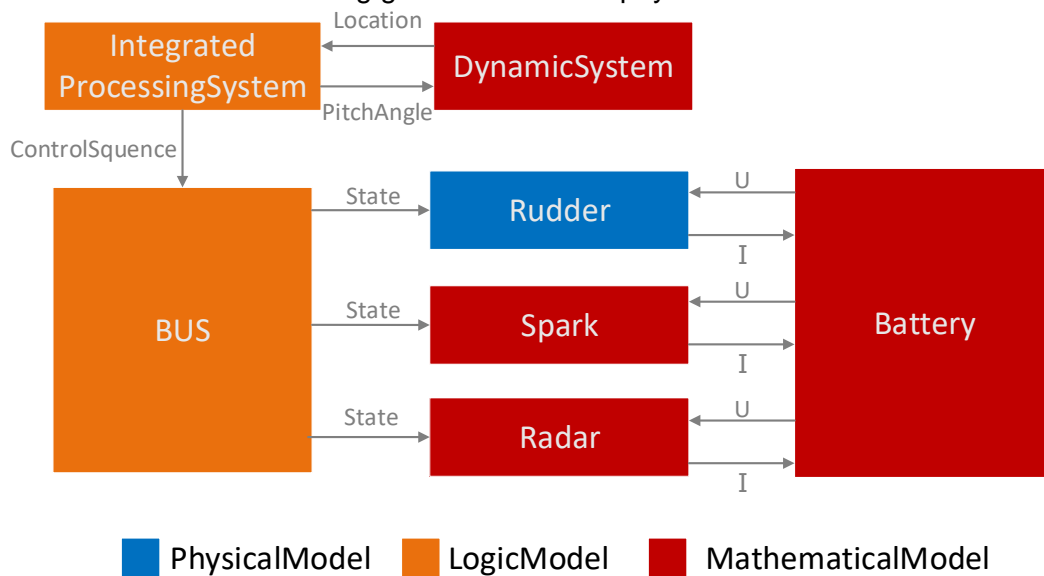 Location
Integrated
ProcessingSystem
DynamicSystem
PitchAngle
ControlSquence
State
Rudder
U
I
BUS
State
Spark
U
I
Battery
State
Radar
U
I
PhysicalModel LogicModel MathematicalModel